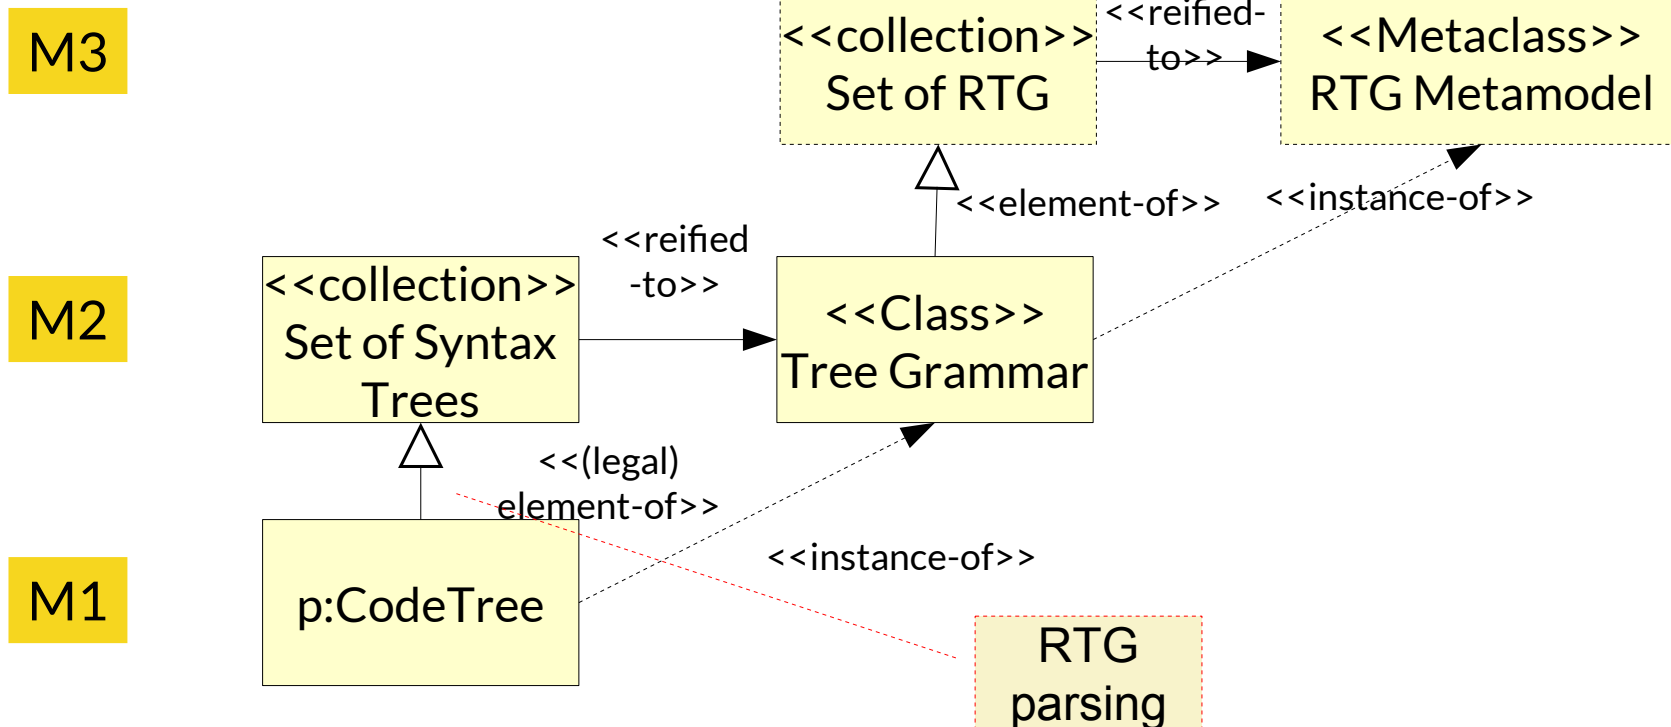 M3
<<collection>>
Set of RTG
<<reified-
to>>
<<Metaclass>>
RTG Metamodel
<<element-of>>
<<instance-of>>
M2
<<collection>>
Set of Syntax
Trees
<<reified
-to>>
<<Class>>
Tree Grammar
<<(legal)
element-of>>
<<instance-of>>
M1
p:CodeTree
RTG
parsing